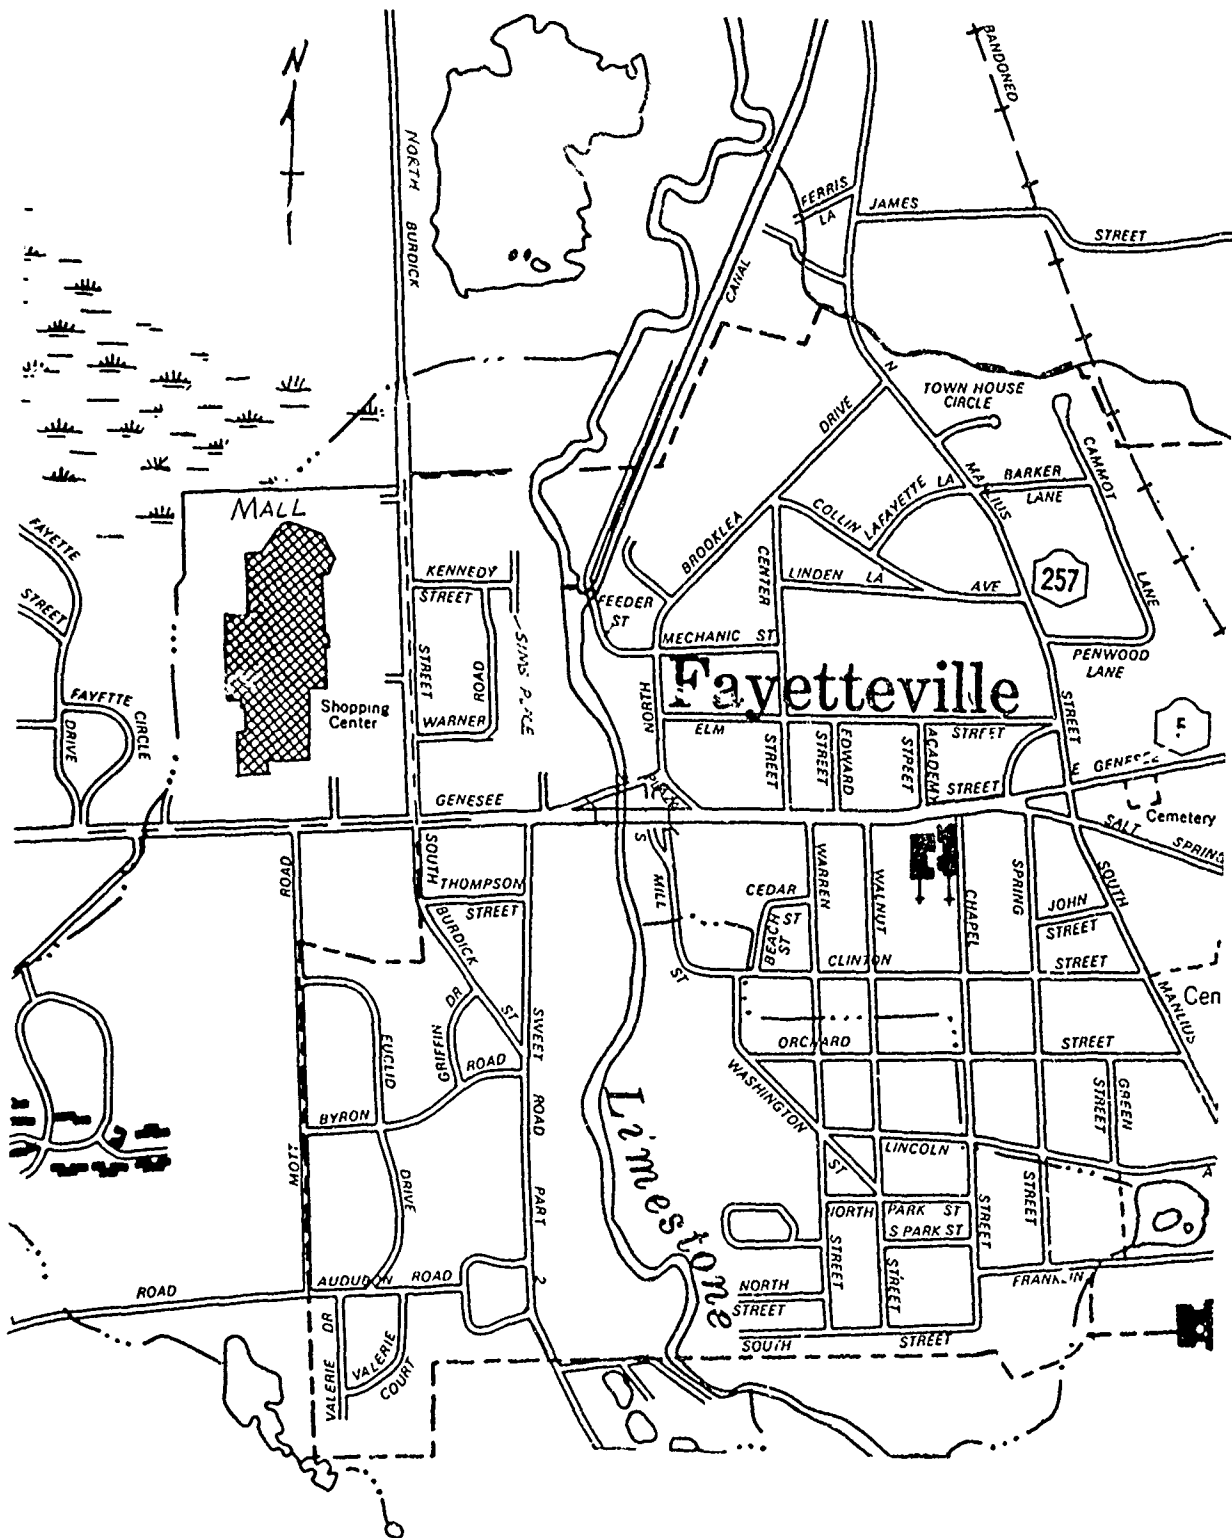 N
NORTH BURDICK
BANDONED
FERRIS
LA
JAMES
STREET
CANAL
N
TOWN HOUSE
CIRCLE
DRIVE
MALL
FAYETTE
STREET
COLLIN
LAFAYETTE LA
MANLIUS
BARKER
LANE
CAMMOT
LANE
BROOKLEA
CENTER
LINDEN LA
AVE
257
KENNEDY
STREET
FEEDER
ST
SIMS PLACE
MECHANIC ST
PENWOOD
LANE
Fayetteville
STREET
ROAD
WARNER
Shopping
Center
FAYETTE
CIRCLE
DRIVE
ELM
STREET
STREET
STREET
EDWARD
STREET
ACADEMY
STREET
5
E GENESEE
GENESEE
STREET
Cemetery
SALT SPRING
ROAD
SOUTH
THOMPSON
STREET
BURDICK
ST
S
MILL
ST
CEDAR
ST
BEACH
ST
WARREN
WALNUT
CHAPEL
SPRING
JOHN
STREET
SOUTH
MANLIUS
CLINTON
STREET
Cem
EUCLID
GRIFFIN DR
ROAD
SWEET ROAD PART 2
ORCHARD
STREET
WASHINGTON
ST
GREEN
STREET
BYRON
Limestone
LINCOLN
MOTT
DRIVE
NORTH
PARK ST
S PARK ST
STREET
STREET
STREET
STREET
A
ROAD
AUDUBON ROAD
NORTH
STREET
FRANKLIN
VALERIE DR
VALERIE
COURT
SOUTH
STREET